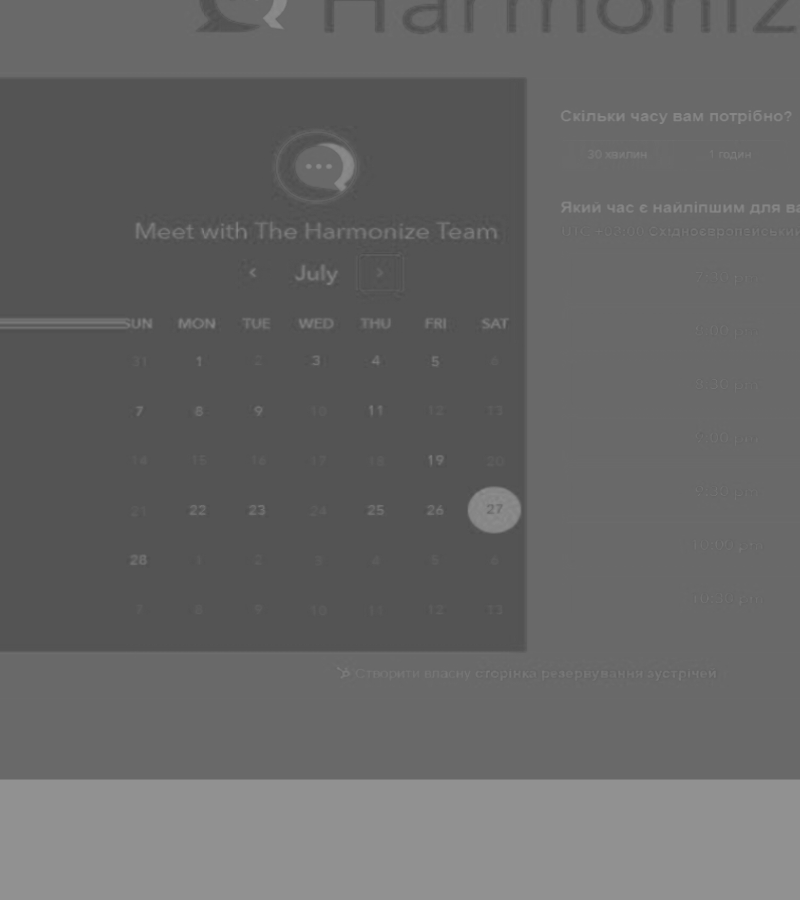 Harmoniz
Скільки часу вам потрібно?
30 хвилин 1 годин
Meet with The Harmonize Team
Який час є найліпшим для ва
UTC +03:00 Східноєвропейський
‹ July ›
7:30 pm
SUN MON TUE WED THU FRI SAT
8:00 pm
31 1 2 3 4 5 6
8:30 pm
7 8 9 10 11 12 13
9:00 pm
14 15 16 17 18 19 20
9:30 pm
21 22 23 24 25 26 27
10:00 pm
28 1 2 3 4 5 6
10:30 pm
7 8 9 10 11 12 13
Створити власну сторінка резервування зустрічей